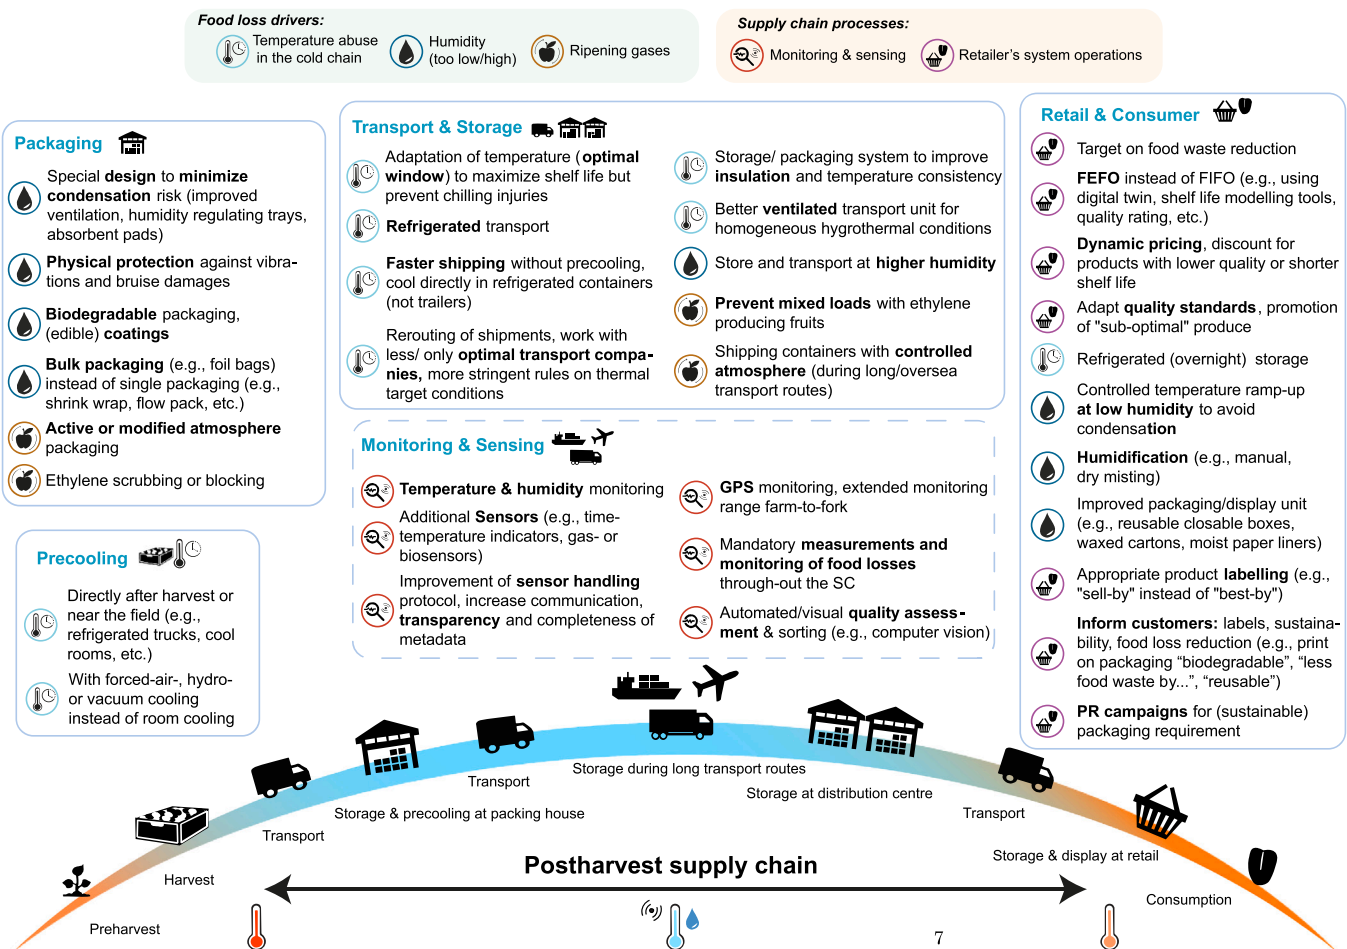 Food loss drivers:
Temperature abuse
in the cold chain
Humidity
(too low/high)
Ripening gases
Supply chain processes:
Monitoring & sensing
Retailer's system operations
Packaging
Special design to minimize
condensation risk (improved
ventilation, humidity regulating trays,
absorbent pads)
Physical protection against vibra-
tions and bruise damages
Biodegradable packaging,
(edible) coatings
Bulk packaging (e.g., foil bags)
instead of single packaging (e.g.,
shrink wrap, flow pack, etc.)
Active or modified atmosphere
packaging
Ethylene scrubbing or blocking
Precooling
Directly after harvest or
near the field (e.g.,
refrigerated trucks, cool
rooms, etc.)
With forced-air-, hydro-
or vacuum cooling
instead of room cooling
Transport & Storage
Adaptation of temperature (optimal
window) to maximize shelf life but
prevent chilling injuries
Refrigerated transport
Faster shipping without precooling,
cool directly in refrigerated containers
(not trailers)
Rerouting of shipments, work with
less/ only optimal transport compa-
nies, more stringent rules on thermal
target conditions
Storage/ packaging system to improve
insulation and temperature consistency
Better ventilated transport unit for
homogeneous hygrothermal conditions
Store and transport at higher humidity
Prevent mixed loads with ethylene
producing fruits
Shipping containers with controlled
atmosphere (during long/oversea
transport routes)
Monitoring & Sensing
Temperature & humidity monitoring
Additional Sensors (e.g., time-
temperature indicators, gas- or
biosensors)
Improvement of sensor handling
protocol, increase communication,
transparency and completeness of
metadata
GPS monitoring, extended monitoring
range farm-to-fork
Mandatory measurements and
monitoring of food losses
through-out the SC
Automated/visual quality assess-
ment & sorting (e.g., computer vision)
Retail & Consumer
Target on food waste reduction
FEFO instead of FIFO (e.g., using
digital twin, shelf life modelling tools,
quality rating, etc.)
Dynamic pricing, discount for
products with lower quality or shorter
shelf life
Adapt quality standards, promotion
of "sub-optimal" produce
Refrigerated (overnight) storage
Controlled temperature ramp-up
at low humidity to avoid
condensation
Humidification (e.g., manual,
dry misting)
Improved packaging/display unit
(e.g., reusable closable boxes,
waxed cartons, moist paper liners)
Appropriate product labelling (e.g.,
"sell-by" instead of "best-by")
Inform customers: labels, sustaina-
bility, food loss reduction (e.g., print
on packaging “biodegradable”, “less
food waste by...”, “reusable”)
PR campaigns for (sustainable)
packaging requirement
Preharvest
Harvest
Transport
Storage & precooling at packing house
Transport
Storage during long transport routes
Storage at distribution centre
Transport
Storage & display at retail
Consumption
Postharvest supply chain
7